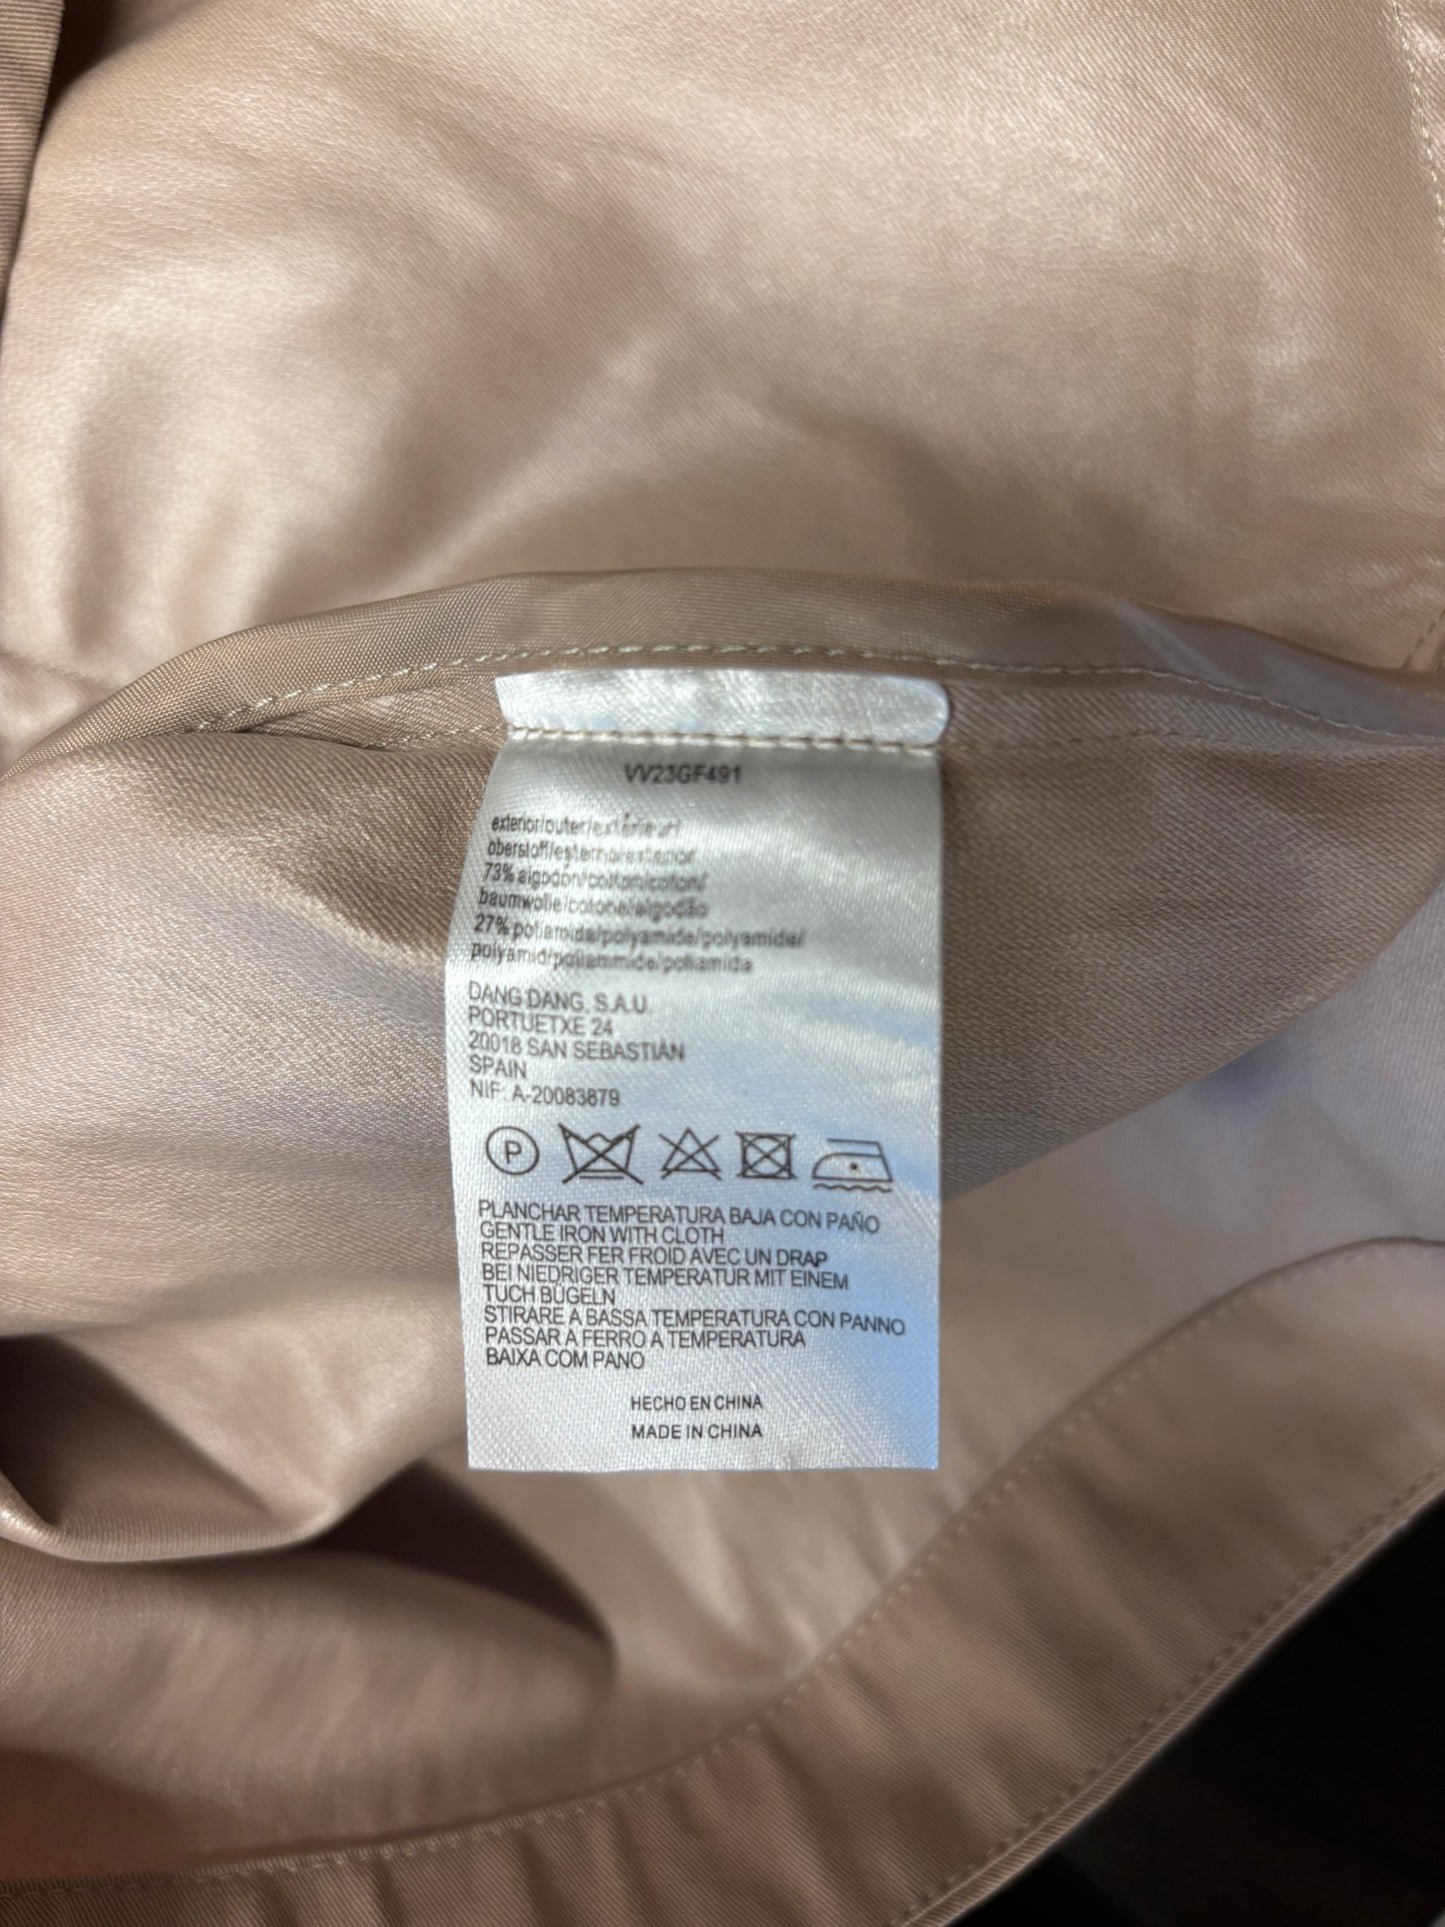 VV23GF491
exterior/outer/extérieur/
oberstoff/esterno/exterior
73% algodón/cotton/coton/
baumwolle/cotone/algodão
27% poliamida/polyamide/polyamide/
polyamid/poliammide/poliamida
DANG DANG, S.A.U.
PORTUETXE 24
20018 SAN SEBASTIÁN
SPAIN
NIF: A-20083879
P
PLANCHAR TEMPERATURA BAJA CON PAÑO
GENTLE IRON WITH CLOTH
REPASSER FER FROID AVEC UN DRAP
BEI NIEDRIGER TEMPERATUR MIT EINEM
TUCH BÜGELN
STIRARE A BASSA TEMPERATURA CON PANNO
PASSAR A FERRO A TEMPERATURA
BAIXA COM PANO
HECHO EN CHINA
MADE IN CHINA